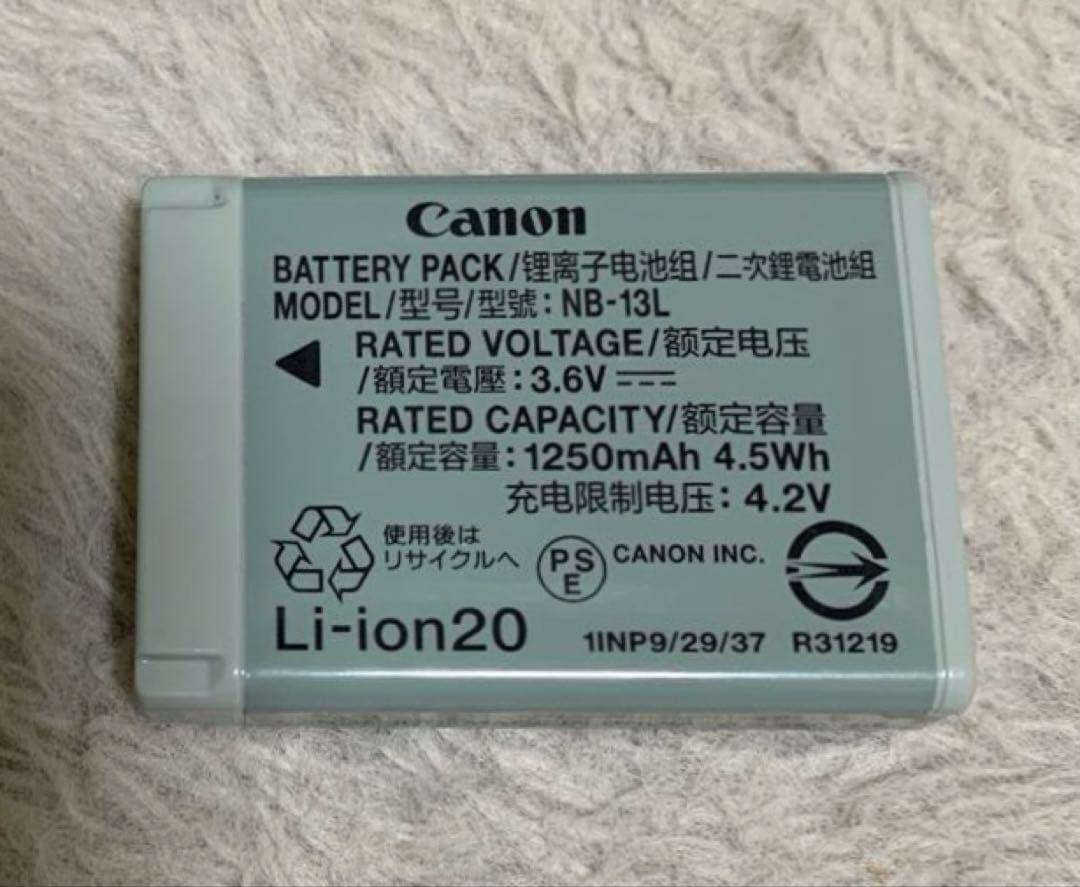 Canon
BATTERY PACK/锂离子电池组/二次鋰電池組
MODEL/型号/型號:NB-13L
RATED VOLTAGE/额定电压
/額定電壓:3.6V
RATED CAPACITY/额定容量
/額定容量:1250mAh 4.5Wh
充电限制电压:4.2V
使用後は
リサイクルへ
PS
E
CANON INC.
Li-ion20
1INP9/29/37 R31219